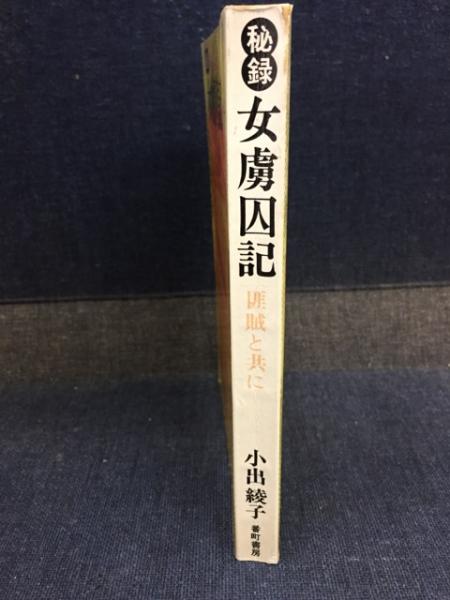 秘録
女虜囚記
匪賊と共に
小出綾子
番町書房